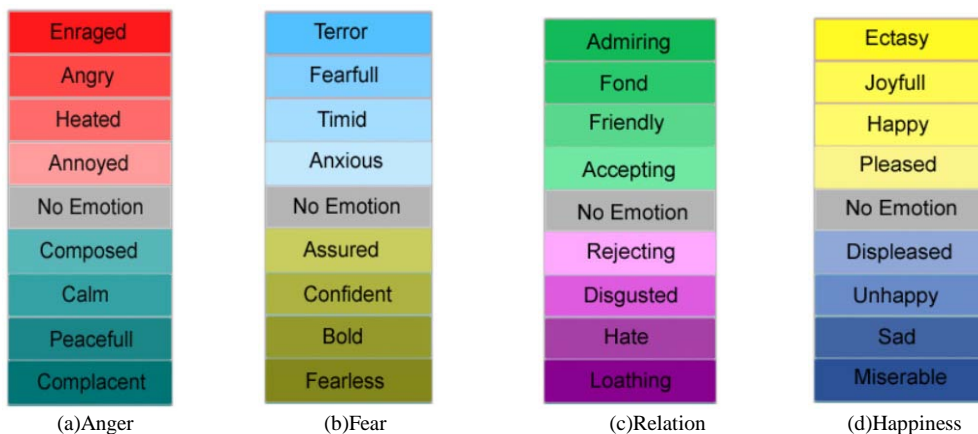 Enraged
Angry
Heated
Annoyed
No Emotion
Composed
Calm
Peacefull
Complacent
(a)Anger
Terror
Fearfull
Timid
Anxious
No Emotion
Assured
Confident
Bold
Fearless
(b)Fear
Admiring
Fond
Friendly
Accepting
No Emotion
Rejecting
Disgusted
Hate
Loathing
(c)Relation
Ectasy
Joyfull
Happy
Pleased
No Emotion
Displeased
Unhappy
Sad
Miserable
(d)Happiness